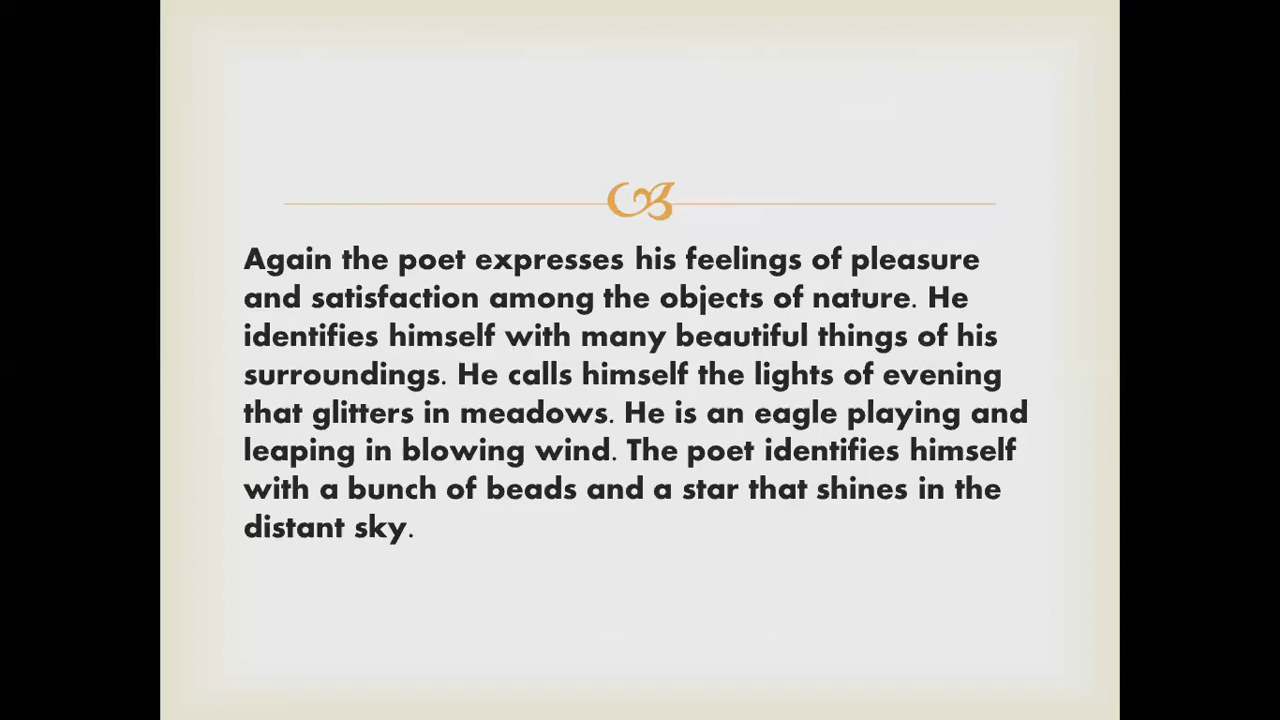 Again the poet expresses his feelings of pleasure
and satisfaction among the objects of nature. He
identifies himself with many beautiful things of his
surroundings. He calls himself the lights of evening
that glitters in meadows. He is an eagle playing and
leaping in blowing wind. The poet identifies himself
with a bunch of beads and a star that shines in the
distant sky.